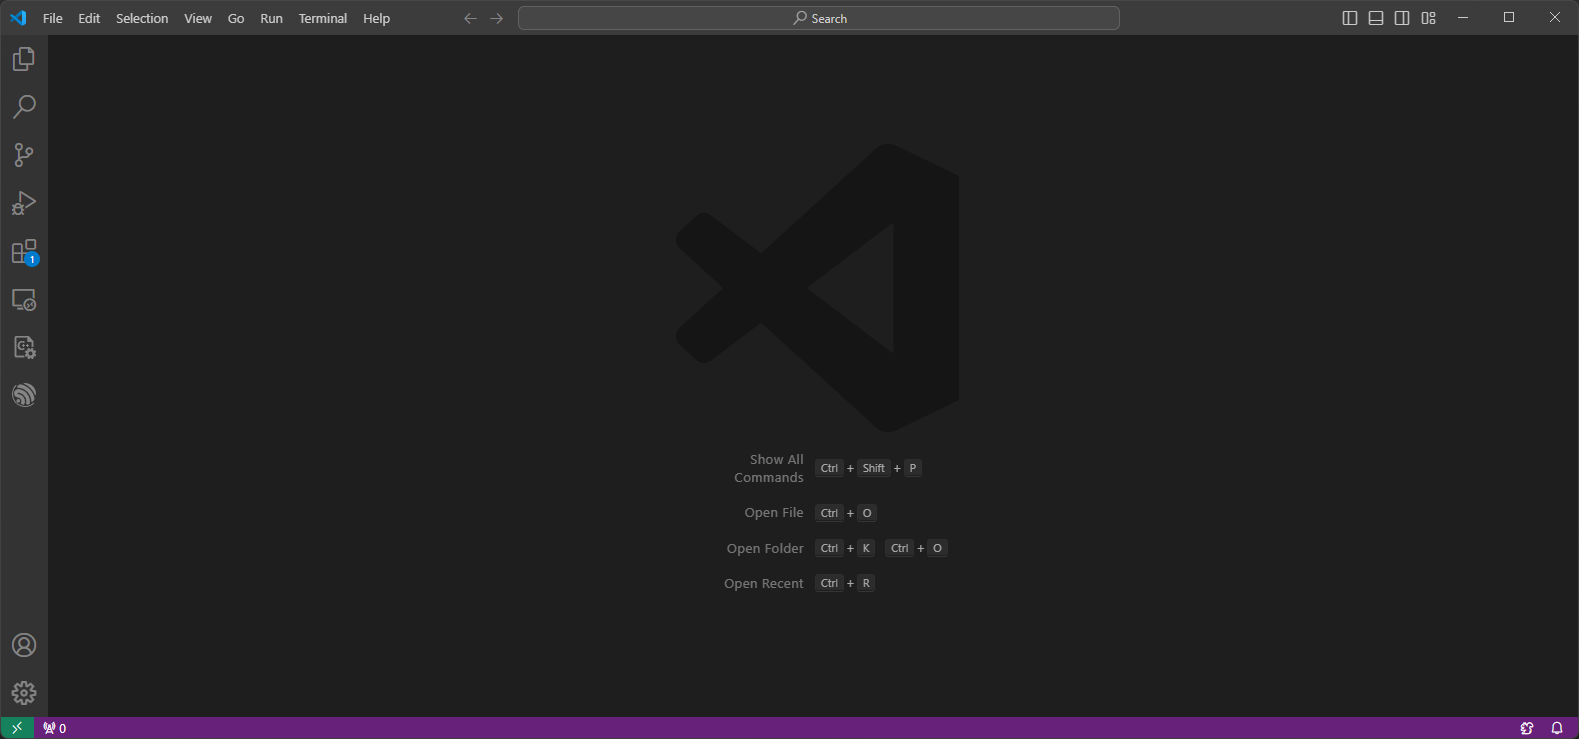 File Edit Selection View Go Run Terminal Help Search
1
C+
Show All
Commands Ctrl + Shift + P
Open File Ctrl + O
Open Folder Ctrl + K Ctrl + O
Open Recent Ctrl + R
0